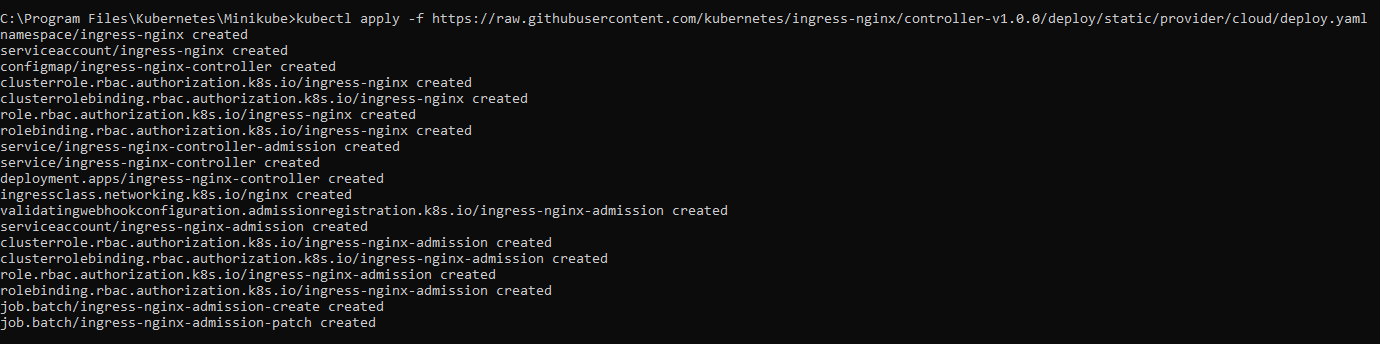 C:\Program Files\Kubernetes\Minikube>kubectl apply -f https://raw.githubusercontent.com/kubernetes/ingress-nginx/controller-v1.0.0/deploy/static/provider/cloud/deploy.yaml
namespace/ingress-nginx created
serviceaccount/ingress-nginx created
configmap/ingress-nginx-controller created
clusterrole.rbac.authorization.k8s.io/ingress-nginx created
clusterrolebinding.rbac.authorization.k8s.io/ingress-nginx created
role.rbac.authorization.k8s.io/ingress-nginx created
rolebinding.rbac.authorization.k8s.io/ingress-nginx created
service/ingress-nginx-controller-admission created
service/ingress-nginx-controller created
deployment.apps/ingress-nginx-controller created
ingressclass.networking.k8s.io/nginx created
validatingwebhookconfiguration.admissionregistration.k8s.io/ingress-nginx-admission created
serviceaccount/ingress-nginx-admission created
clusterrole.rbac.authorization.k8s.io/ingress-nginx-admission created
clusterrolebinding.rbac.authorization.k8s.io/ingress-nginx-admission created
role.rbac.authorization.k8s.io/ingress-nginx-admission created
rolebinding.rbac.authorization.k8s.io/ingress-nginx-admission created
job.batch/ingress-nginx-admission-create created
job.batch/ingress-nginx-admission-patch created